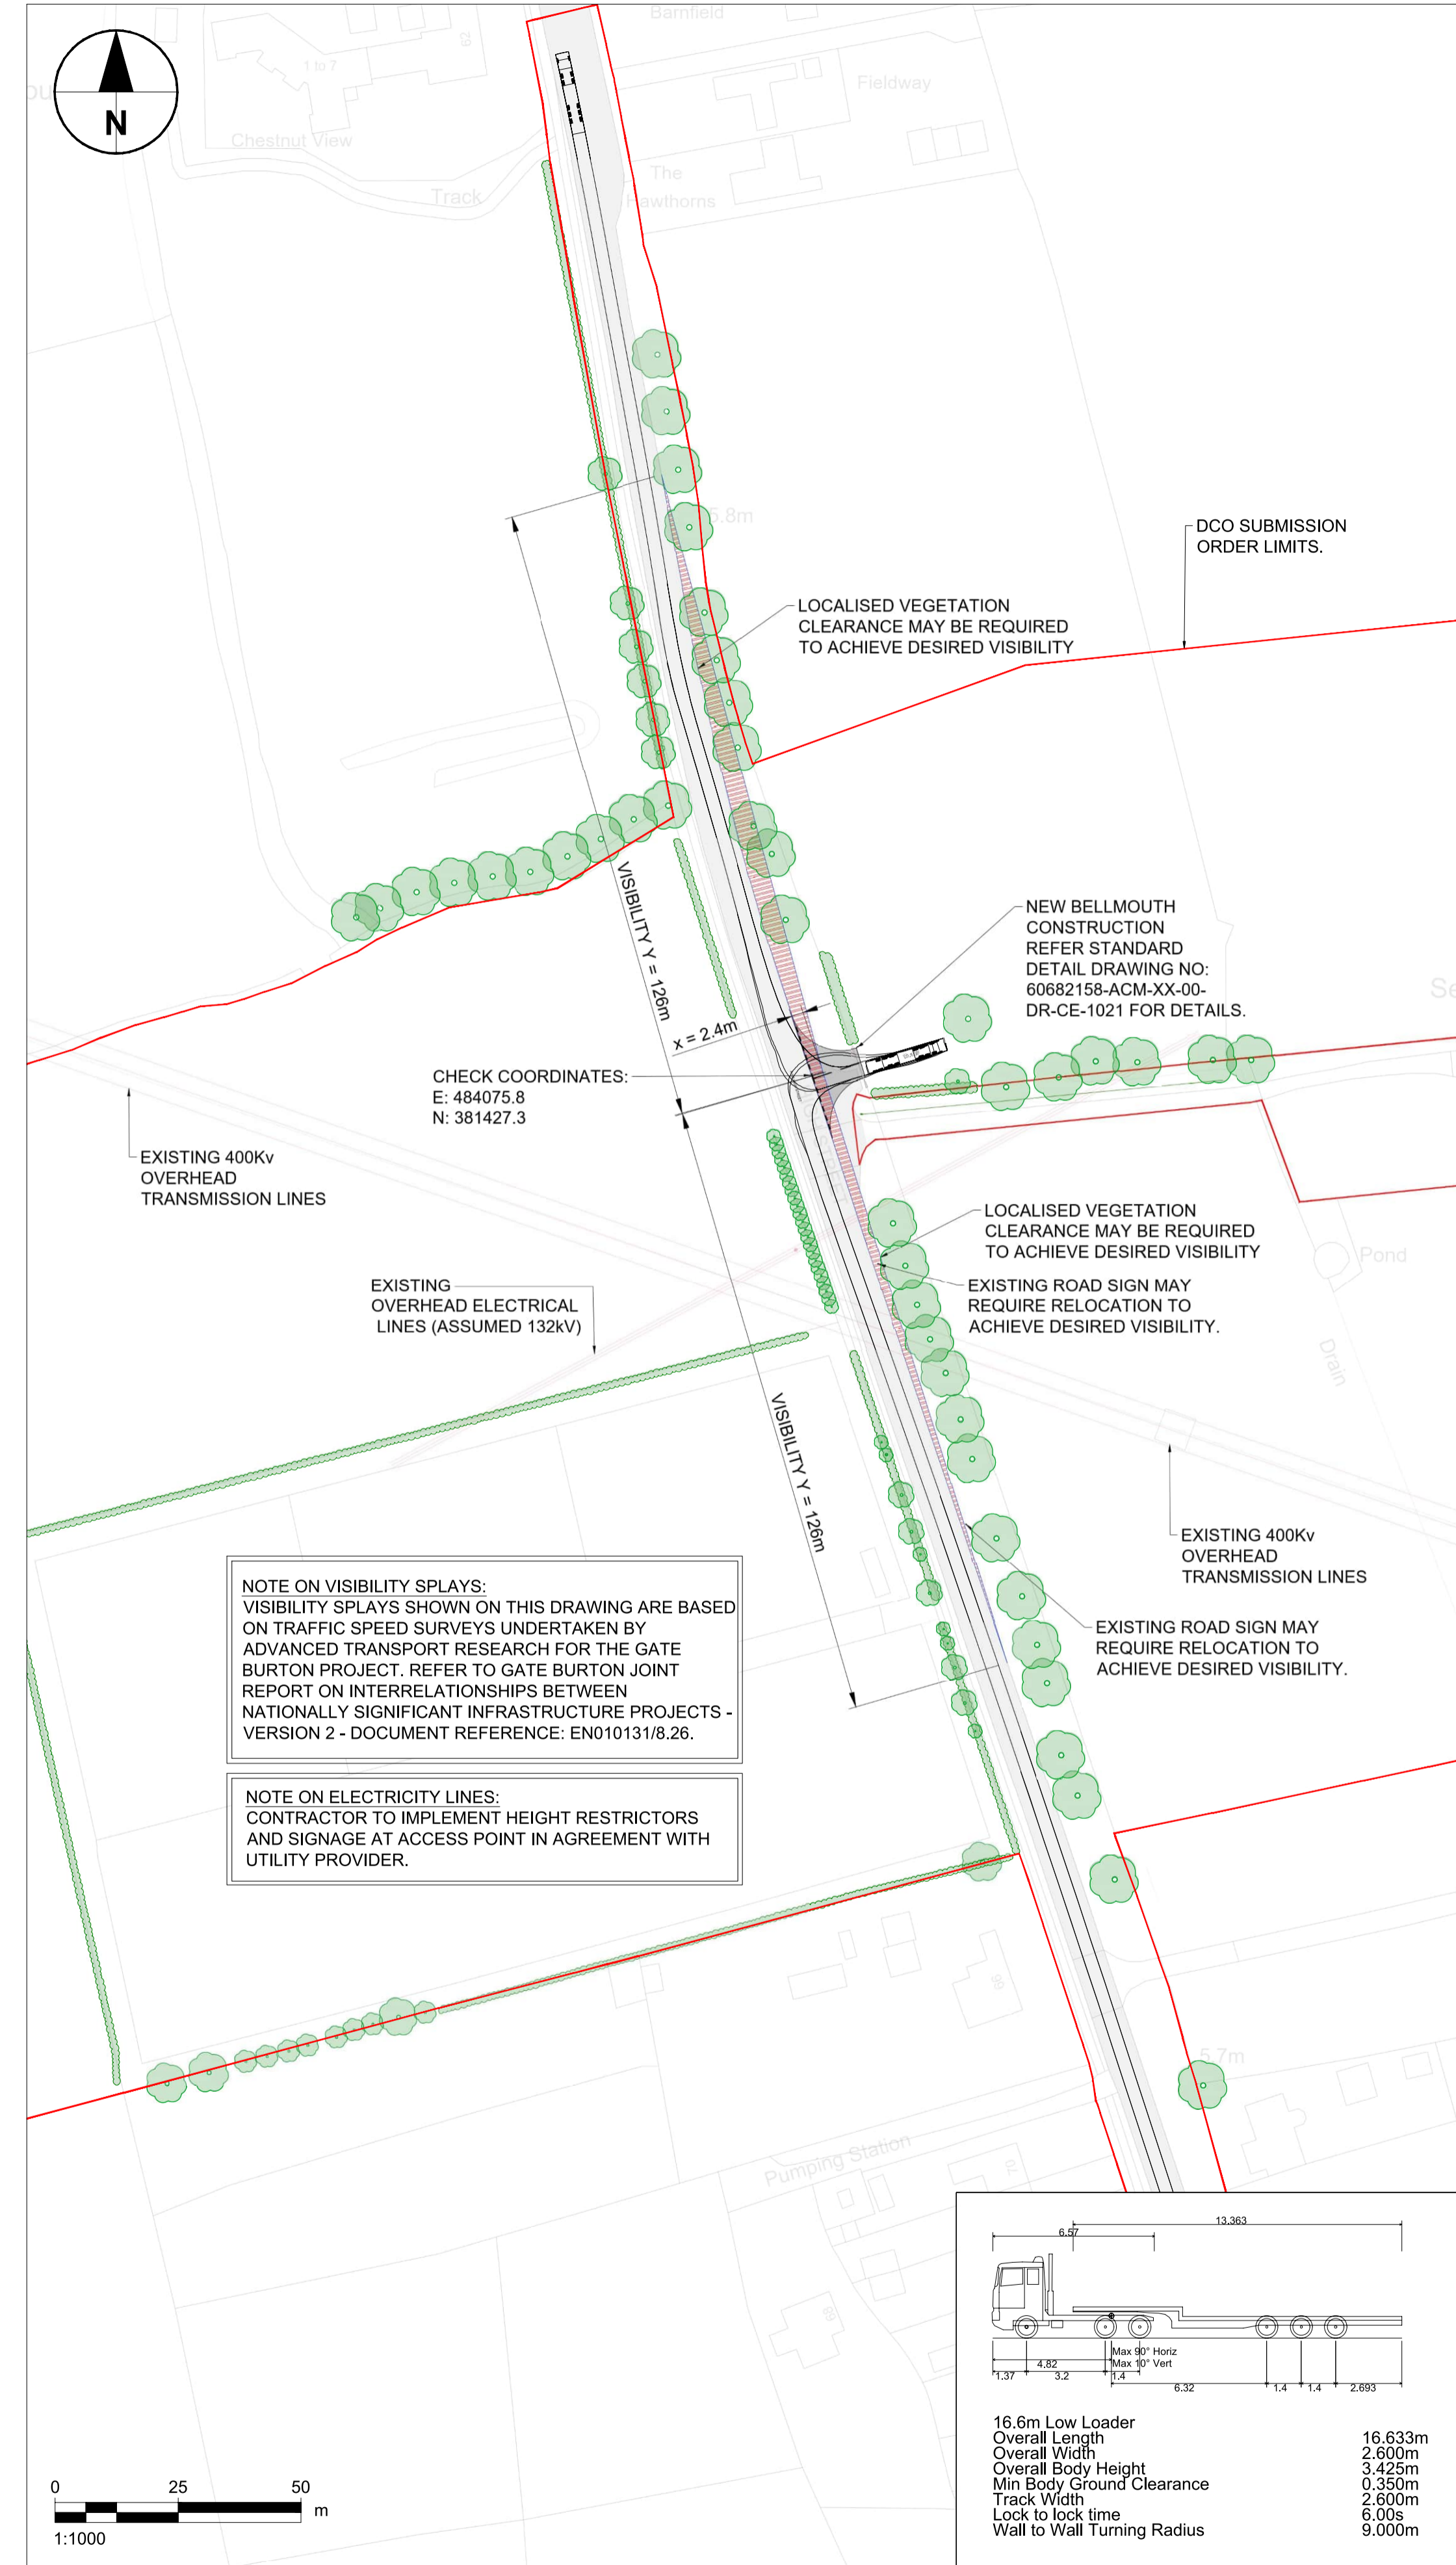 Barnfield
62
1 to 7
Fieldway
N
Chestnut View
The
Track
Hawthorns
5.8m
DCO SUBMISSION
ORDER LIMITS.
LOCALISED VEGETATION
CLEARANCE MAY BE REQUIRED
TO ACHIEVE DESIRED VISIBILITY
VISIBILITY Y = 126m
NEW BELLMOUTH
CONSTRUCTION
REFER STANDARD
DETAIL DRAWING NO:
60682158-ACM-XX-00-
DR-CE-1021 FOR DETAILS.
x = 2.4m
CHECK COORDINATES:
E: 484075.8
N: 381427.3
EXISTING 400Kv
OVERHEAD
TRANSMISSION LINES
LOCALISED VEGETATION
CLEARANCE MAY BE REQUIRED
TO ACHIEVE DESIRED VISIBILITY
Pond
EXISTING
OVERHEAD ELECTRICAL
LINES (ASSUMED 132kV)
EXISTING ROAD SIGN MAY
REQUIRE RELOCATION TO
ACHIEVE DESIRED VISIBILITY.
Drain
VISIBILITY Y = 126m
EXISTING 400Kv
OVERHEAD
TRANSMISSION LINES
NOTE ON VISIBILITY SPLAYS:
VISIBILITY SPLAYS SHOWN ON THIS DRAWING ARE BASED
ON TRAFFIC SPEED SURVEYS UNDERTAKEN BY
ADVANCED TRANSPORT RESEARCH FOR THE GATE
BURTON PROJECT. REFER TO GATE BURTON JOINT
REPORT ON INTERRELATIONSHIPS BETWEEN
NATIONALLY SIGNIFICANT INFRASTRUCTURE PROJECTS -
VERSION 2 - DOCUMENT REFERENCE: EN010131/8.26.
EXISTING ROAD SIGN MAY
REQUIRE RELOCATION TO
ACHIEVE DESIRED VISIBILITY.
NOTE ON ELECTRICITY LINES:
CONTRACTOR TO IMPLEMENT HEIGHT RESTRICTORS
AND SIGNAGE AT ACCESS POINT IN AGREEMENT WITH
UTILITY PROVIDER.
5.7m
Pumping Station
13.363
6.57
Max 90° Horiz
4.82 Max 10° Vert
1.37 3.2 1.4
6.32 1.4 1.4 2.693
16.6m Low Loader
Overall Length 16.633m
Overall Width 2.600m
Overall Body Height 3.425m
Min Body Ground Clearance 0.350m
Track Width 2.600m
Lock to lock time 6.00s
Wall to Wall Turning Radius 9.000m
0 25 50
m
1:1000